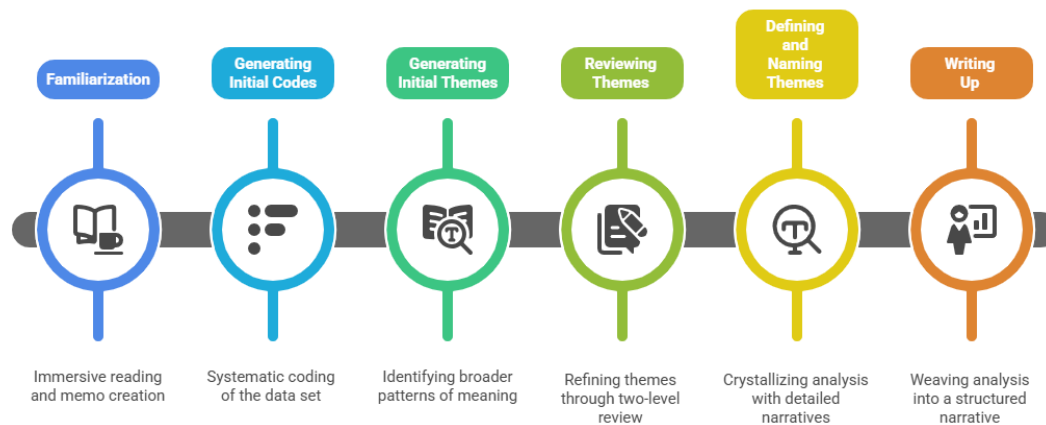 Familiarization
Generating
Initial Codes
Generating
Initial Themes
Reviewing
Themes
Defining
and
Naming
Themes
Writing
Up
T
T
Immersive reading
and memo creation
Systematic coding
of the data set
Identifying broader
patterns of meaning
Refining themes
through two-level
review
Crystallizing analysis
with detailed
narratives
Weaving analysis
into a structured
narrative